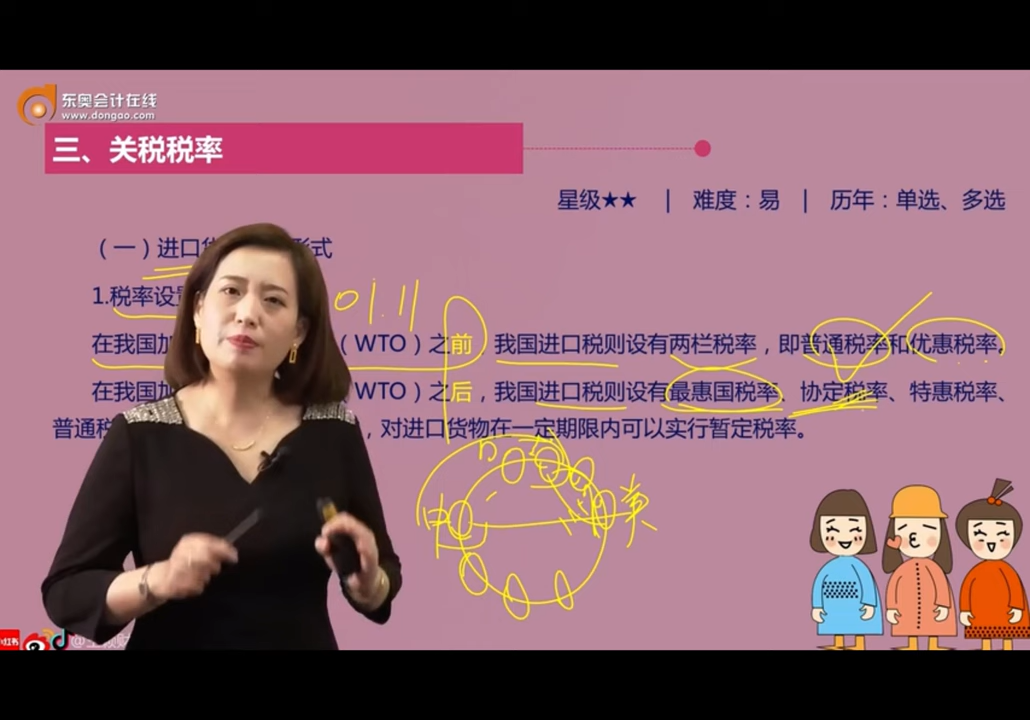 东奥会计在线
www.dongao.com
三、关税税率
星级★★ | 难度：易 | 历年：单选、多选
（一）进口货 形式
1.税率设置
01.11
在我国加 （WTO）之前，我国进口税则设有两栏税率，即普通税率和优惠税率。
在我国加 （WTO）之后，我国进口税则设有最惠国税率、协定税率、特惠税率、
普通税 ，对进口货物在一定期限内可以实行暂定税率。
中 美
小红书